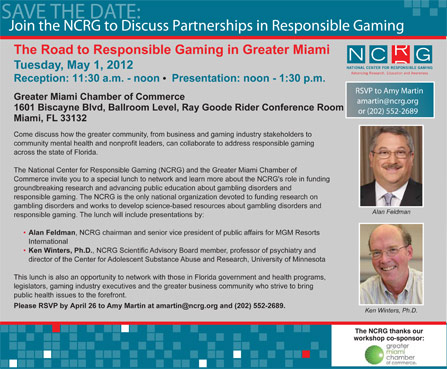 SAVE THE DATE:
Join the NCRG to Discuss Partnerships in Responsible Gaming
The Road to Responsible Gaming in Greater Miami
Tuesday, May 1, 2012
Reception: 11:30 a.m. - noon • Presentation: noon - 1:30 p.m.
Greater Miami Chamber of Commerce
1601 Biscayne Blvd, Ballroom Level, Ray Goode Rider Conference Room
Miami, FL 33132
Come discuss how the greater community, from business and gaming industry stakeholders to
community mental health and nonprofit leaders, can collaborate to address responsible gaming
across the state of Florida.
The National Center for Responsible Gaming (NCRG) and the Greater Miami Chamber of
Commerce invite you to a special lunch to network and learn more about the NCRG's role in funding
groundbreaking research and advancing public education about gambling disorders and
responsible gaming. The NCRG is the only national organization devoted to funding research on
gambling disorders and works to develop science-based resources about gambling disorders and
responsible gaming. The lunch will include presentations by:
• Alan Feldman, NCRG chairman and senior vice president of public affairs for MGM Resorts
International
• Ken Winters, Ph.D., NCRG Scientific Advisory Board member, professor of psychiatry and
director of the Center for Adolescent Substance Abuse and Research, University of Minnesota
This lunch is also an opportunity to network with those in Florida government and health programs,
legislators, gaming industry executives and the greater business community who strive to bring
public health issues to the forefront.
Please RSVP by April 26 to Amy Martin at amartin@ncrg.org and (202) 552-2689.
NCRG
NATIONAL CENTER FOR RESPONSIBLE GAMING
Advancing Research, Education and Awareness
RSVP to Amy Martin
amartin@ncrg.org
or (202) 552-2689
Alan Feldman
Ken Winters, Ph.D.
The NCRG thanks our
workshop co-sponsor:
greater
miami
chamber
of commerce.